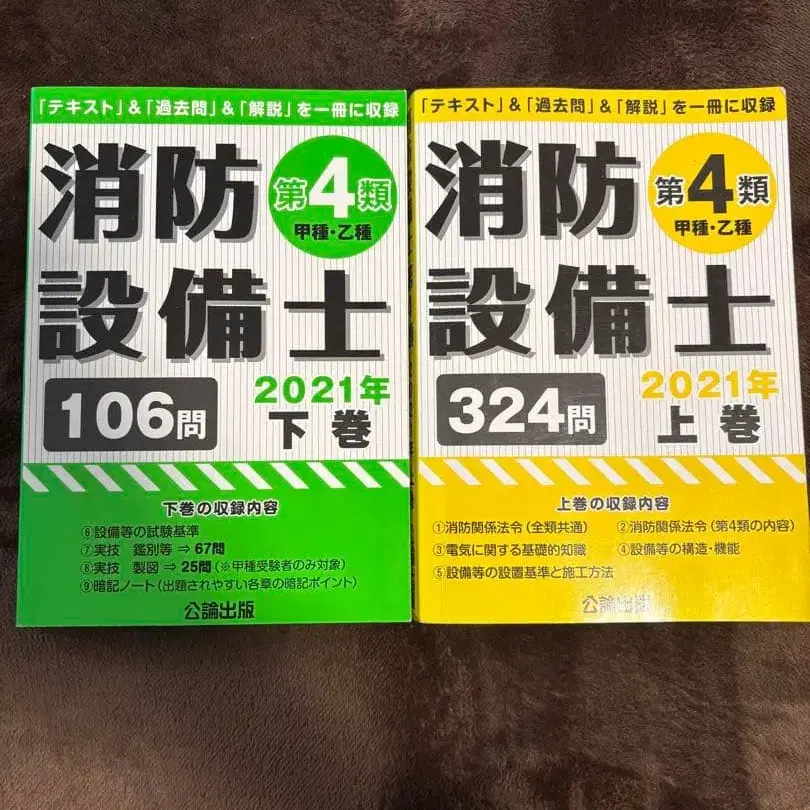 「テキスト」&「過去問」&「解説」を一冊に収録
消防
設備士
第4類
甲種・乙種
106問
2021年
下巻
下巻の収録内容
⑥設備等の試験基準
⑦実技 鑑別等 ⇒ 67問
⑧実技 製図 ⇒ 25問(※甲種受験者のみ対象)
⑨暗記ノート(出題されやすい各章の暗記ポイント)
公論出版
「テキスト」&「過去問」&「解説」を一冊に収録
消防
設備士
第4類
甲種・乙種
324問
2021年
上巻
上巻の収録内容
①消防関係法令(全類共通) ②消防関係法令(第4類の内容)
③電気に関する基礎的知識 ④設備等の構造・機能
⑤設備等の設置基準と施工方法
公論出版